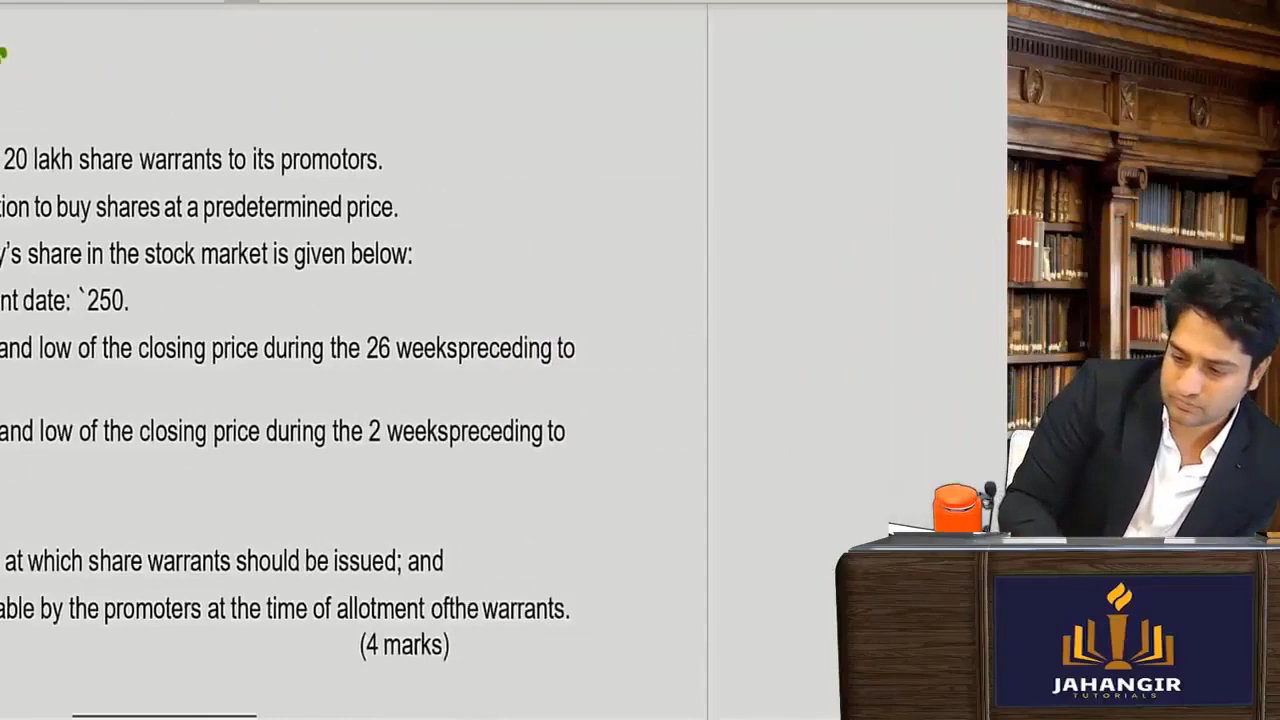 20 lakh share warrants to its promotors.
tion to buy shares at a predetermined price.
y's share in the stock market is given below:
nt date: `250.
and low of the closing price during the 26 weekspreceding to
and low of the closing price during the 2 weekspreceding to
at which share warrants should be issued; and
able by the promoters at the time of allotment ofthe warrants.
(4 marks)
JAHANGIR
TUTORIALS